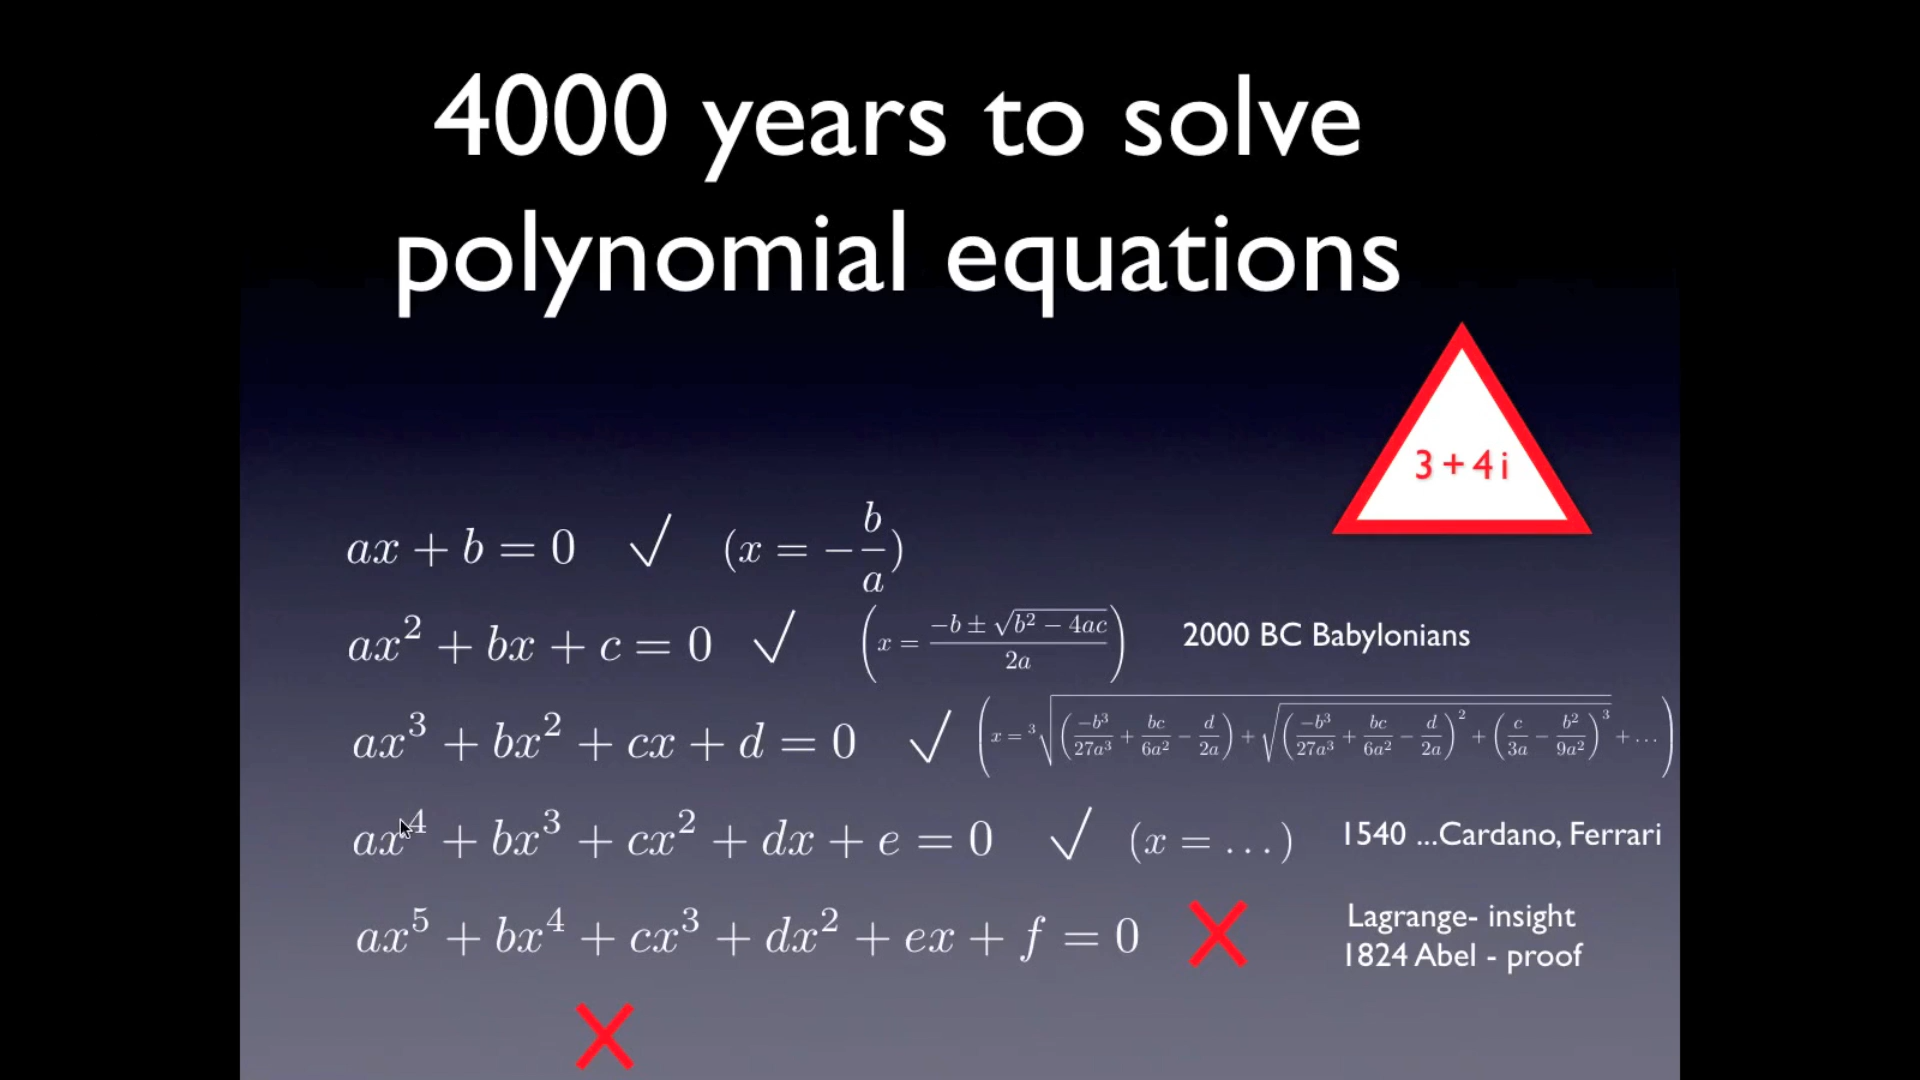 4000 years to solve
polynomial equations
3 + 4 i
ax + b = 0 ✓ (x = −b/a)
ax² + bx + c = 0 ✓ (x = (−b ± √(b² − 4ac))/(2a)) 2000 BC Babylonians
ax³ + bx² + cx + d = 0 ✓ (x = ³√((−b³/27a³ + bc/6a² − d/2a) + √((−b³/27a³ + bc/6a² − d/2a)² + (c/3a − b²/9a²)³)) + …)
ax⁴ + bx³ + cx² + dx + e = 0 ✓ (x = …) 1540 ...Cardano, Ferrari
ax⁵ + bx⁴ + cx³ + dx² + ex + f = 0 ✗ Lagrange- insight
1824 Abel - proof
✗